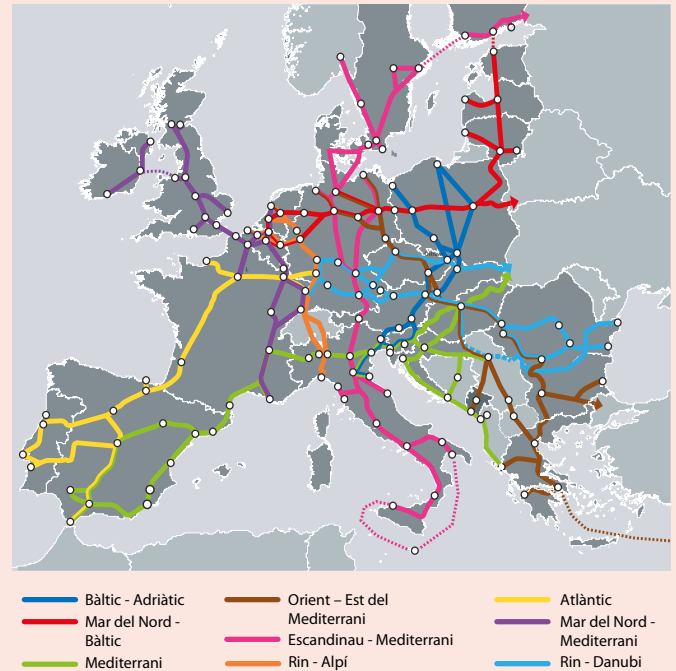 Bàltic - Adriàtic
Mar del Nord -
Bàltic
Mediterrani
Orient – Est del
Mediterrani
Escandinau - Mediterrani
Rin - Alpí
Atlàntic
Mar del Nord -
Mediterrani
Rin - Danubi